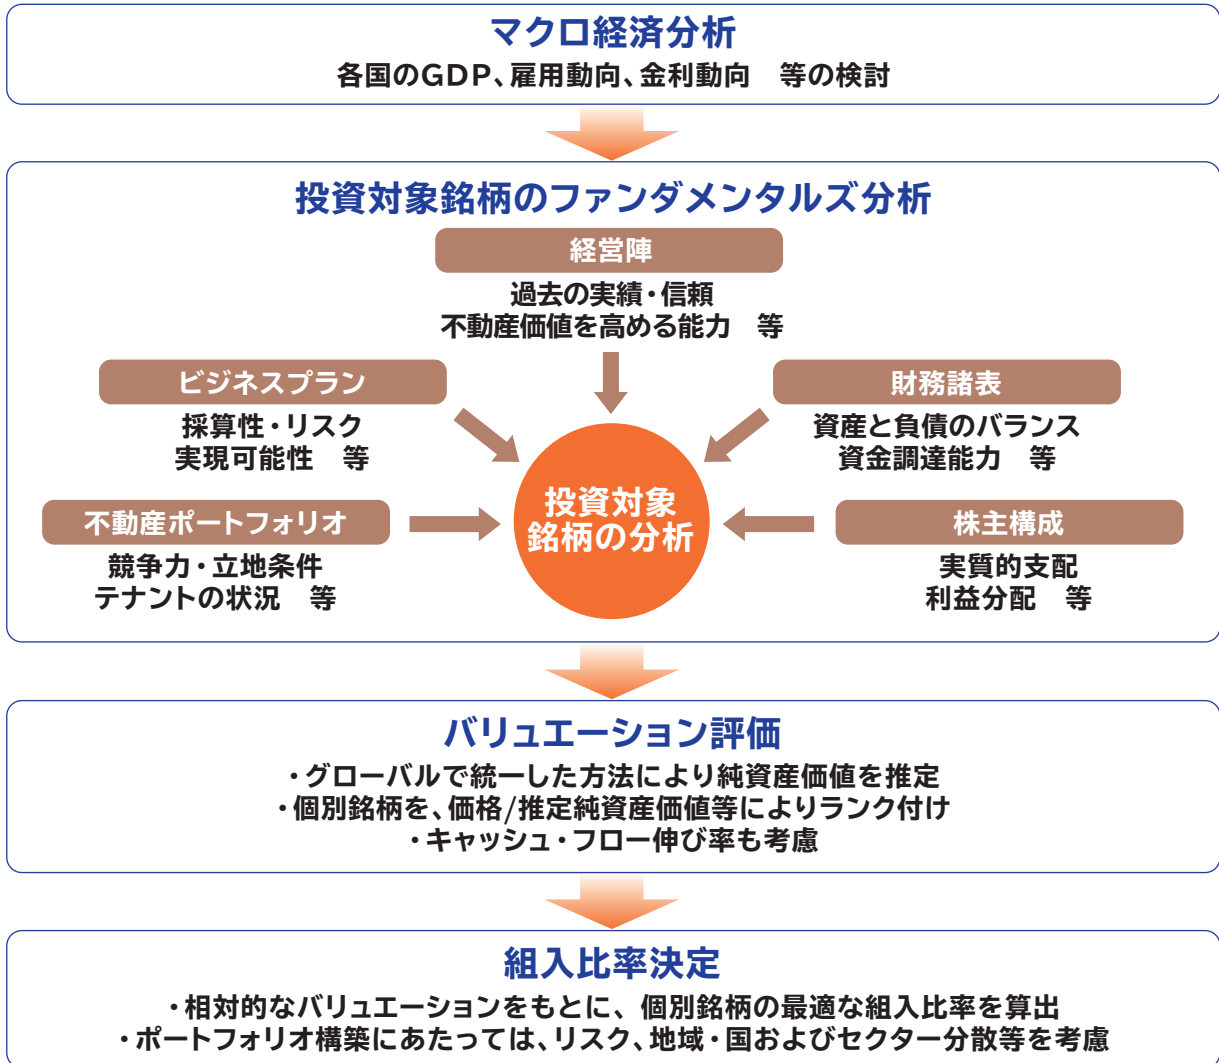 マクロ経済分析
各国のGDP、雇用動向、金利動向　等の検討
投資対象銘柄のファンダメンタルズ分析
経営陣
過去の実績・信頼
不動産価値を高める能力　等
ビジネスプラン
採算性・リスク
実現可能性　等
財務諸表
資産と負債のバランス
資金調達能力　等
不動産ポートフォリオ
競争力・立地条件
テナントの状況　等
投資対象
銘柄の分析
株主構成
実質的支配
利益分配　等
バリュエーション評価
・グローバルで統一した方法により純資産価値を推定
・個別銘柄を、価格/推定純資産価値等によりランク付け
・キャッシュ・フロー伸び率も考慮
組入比率決定
・相対的なバリュエーションをもとに、個別銘柄の最適な組入比率を算出
・ポートフォリオ構築にあたっては、リスク、地域・国およびセクター分散等を考慮